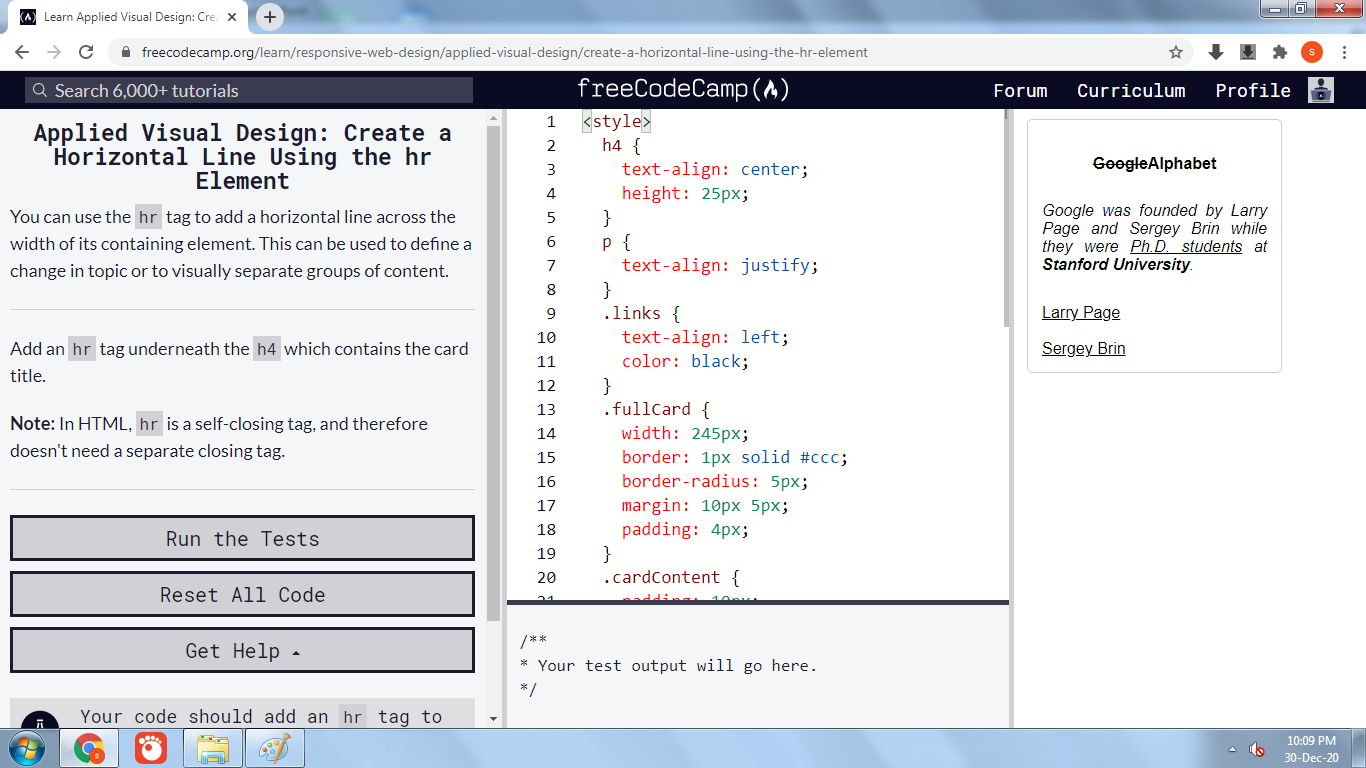 Learn Applied Visual Design: Crea
freecodecamp.org/learn/responsive-web-design/applied-visual-design/create-a-horizontal-line-using-the-hr-element
S
Search 6,000+ tutorials
freeCodeCamp
Forum Curriculum Profile
Applied Visual Design: Create a
Horizontal Line Using the hr
Element
You can use the hr tag to add a horizontal line across the
width of its containing element. This can be used to define a
change in topic or to visually separate groups of content.
Add an hr tag underneath the h4 which contains the card
title.
Note: In HTML, hr is a self-closing tag, and therefore
doesn't need a separate closing tag.
Run the Tests
Reset All Code
Get Help
Your code should add an hr tag to
1 <style>
2 h4 {
3 text-align: center;
4 height: 25px;
5 }
6 p {
7 text-align: justify;
8 }
9 .links {
10 text-align: left;
11 color: black;
12 }
13 .fullCard {
14 width: 245px;
15 border: 1px solid #ccc;
16 border-radius: 5px;
17 margin: 10px 5px;
18 padding: 4px;
19 }
20 .cardContent {
21 padding: 10px;
/**
* Your test output will go here.
*/
GoogleAlphabet
Google was founded by Larry
Page and Sergey Brin while
they were Ph.D. students at
Stanford University.
Larry Page
Sergey Brin
10:09 PM
30-Dec-20